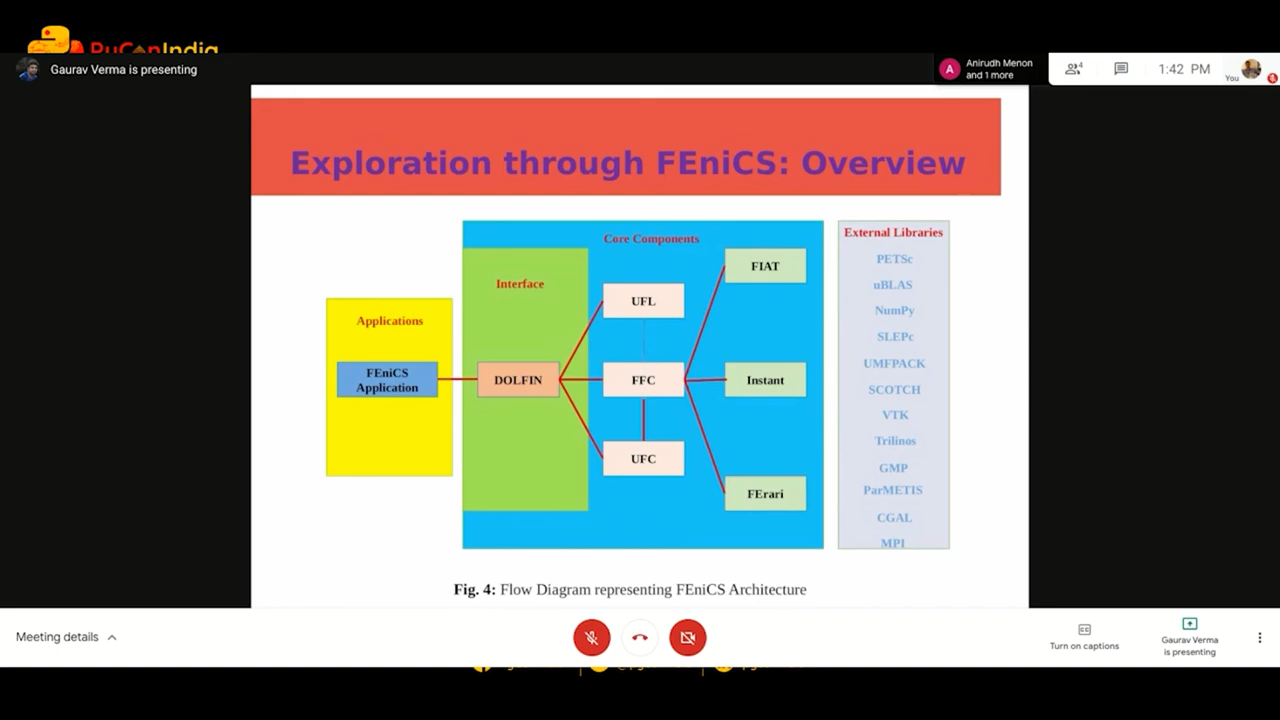 PyConIndia
Gaurav Verma is presenting
A
Anirudh Menon
and 1 more
4
1:42 PM
You
Exploration through FEniCS: Overview
Applications
FEniCS
Application
Core Components
Interface
DOLFIN
UFL
FFC
UFC
FIAT
Instant
FErari
External Libraries
PETSc
uBLAS
NumPy
SLEPc
UMFPACK
SCOTCH
VTK
Trilinos
GMP
ParMETIS
CGAL
MPI
Fig. 4: Flow Diagram representing FEniCS Architecture
Meeting details
CC
Turn on captions
Gaurav Verma
is presenting